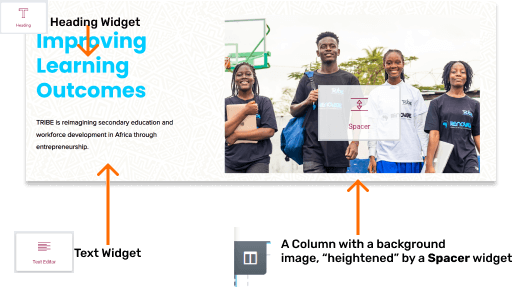 Heading
Heading Widget
Improving
Learning
Outcomes
TRIBE is reimagining secondary education and
workforce development in Africa through
entrepreneurship.
Spacer
Text Editor
Text Widget
A Column with a background
image, “heightened” by a Spacer widget